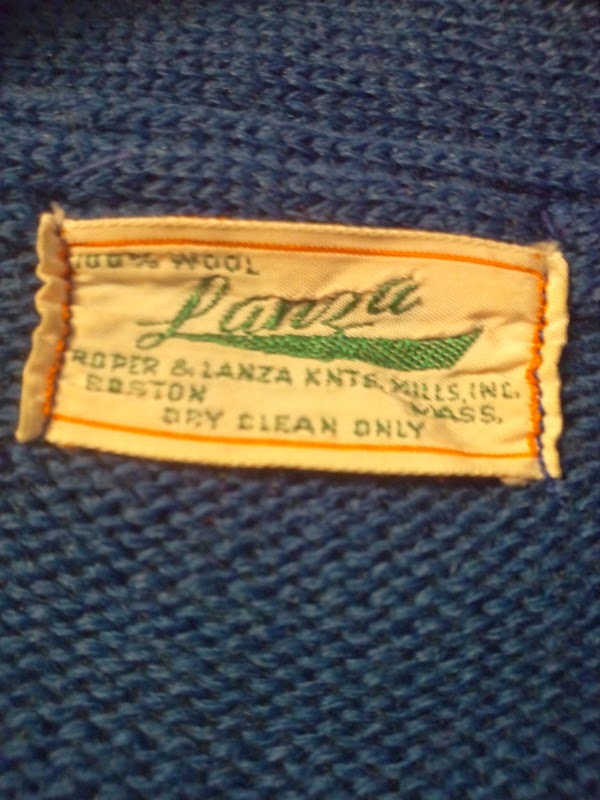 100% WOOL
Lanza
ROPER & LANZA KNTG. MILLS, INC.
BOSTON MASS.
DRY CLEAN ONLY